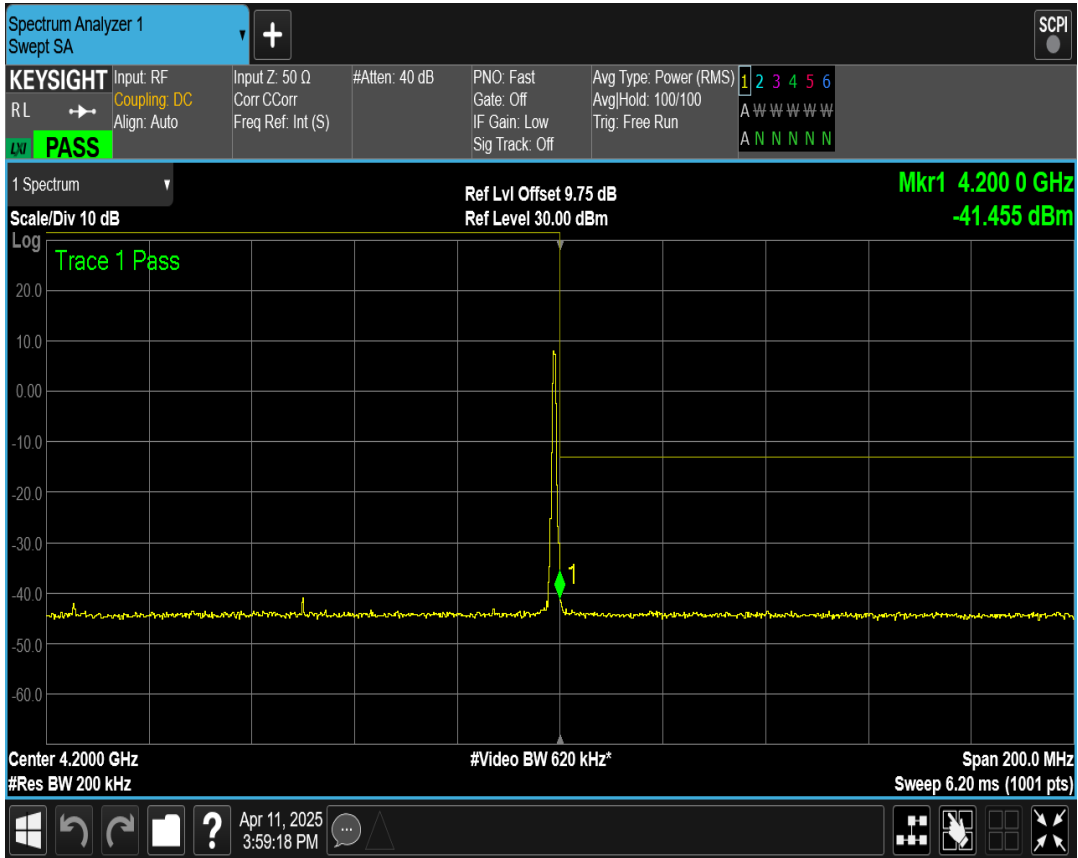 Spectrum Analyzer 1
Swept SA
+
SCPI
KEYSIGHT
RL
LXI PASS
Input: RF
Coupling: DC
Align: Auto
Input Z: 50 Ω
Corr CCorr
Freq Ref: Int (S)
#Atten: 40 dB
PNO: Fast
Gate: Off
IF Gain: Low
Sig Track: Off
Avg Type: Power (RMS)
Avg|Hold: 100/100
Trig: Free Run
1 2 3 4 5 6
A W W W W W
A N N N N N
1 Spectrum
Scale/Div 10 dB
Ref Lvl Offset 9.75 dB
Ref Level 30.00 dBm
Mkr1 4.200 0 GHz
-41.455 dBm
Log
Trace 1 Pass
20.0
10.0
0.00
-10.0
-20.0
-30.0
1
-40.0
-50.0
-60.0
Center 4.2000 GHz
#Video BW 620 kHz*
Span 200.0 MHz
#Res BW 200 kHz
Sweep 6.20 ms (1001 pts)
?
Apr 11, 2025
3:59:18 PM